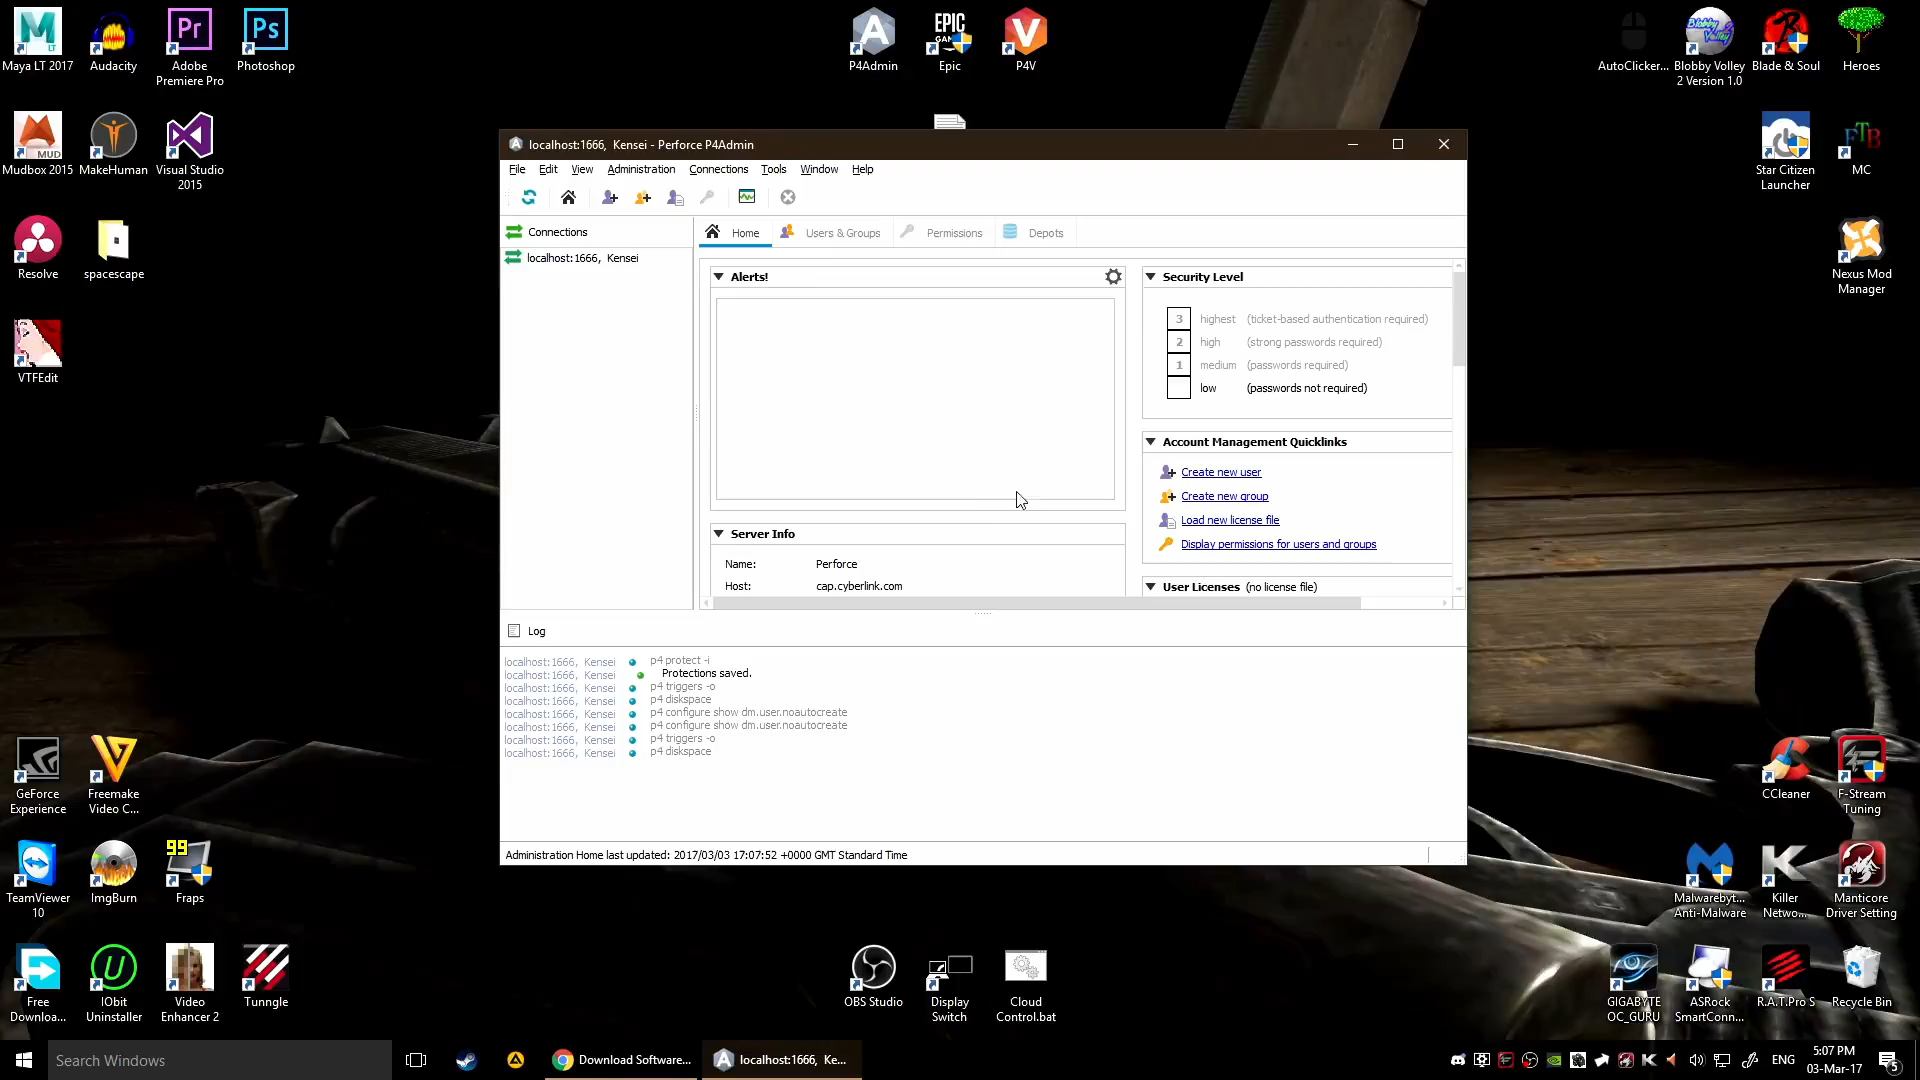 Maya LT 2017
Audacity
Adobe
Premiere Pro
Photoshop
P4Admin
Epic
P4V
AutoClicker...
Blobby Volley
2 Version 1.0
Blade & Soul
Heroes
Mudbox 2015
MakeHuman
Visual Studio
2015
Star Citizen
Launcher
MC
Resolve
spacescape
Nexus Mod
Manager
VTFEdit
localhost:1666, Kensei - Perforce P4Admin
File Edit View Administration Connections Tools Window Help
Connections
Home
Users & Groups
Permissions
Depots
localhost:1666, Kensei
Alerts!
Security Level
3 highest (ticket-based authentication required)
2 high (strong passwords required)
1 medium (passwords required)
low (passwords not required)
Account Management Quicklinks
Create new user
Create new group
Load new license file
Display permissions for users and groups
Server Info
Name: Perforce
Host: cap.cyberlink.com
User Licenses (no license file)
Log
localhost:1666, Kensei p4 protect -i
localhost:1666, Kensei Protections saved.
localhost:1666, Kensei p4 triggers -o
localhost:1666, Kensei p4 diskspace
localhost:1666, Kensei p4 configure show dm.user.noautocreate
localhost:1666, Kensei p4 configure show dm.user.noautocreate
localhost:1666, Kensei p4 triggers -o
localhost:1666, Kensei p4 diskspace
Administration Home last updated: 2017/03/03 17:07:52 +0000 GMT Standard Time
GeForce
Experience
Freemake
Video C...
CCleaner
F-Stream
Tuning
TeamViewer
10
ImgBurn
99
Fraps
Malwarebyt...
Anti-Malware
Killer
Netwo...
Manticore
Driver Setting
Free
Downloa...
IObit
Uninstaller
Video
Enhancer 2
Tunngle
OBS Studio
Display
Switch
Cloud
Control.bat
GIGABYTE
OC_GURU
ASRock
SmartConn...
R.A.T.Pro S
Recycle Bin
Search Windows
Download Software...
localhost:1666, Ke...
ENG
5:07 PM
03-Mar-17
5
M
LT
Pr
Ps
EPIC
GAMES
MUD
FTB